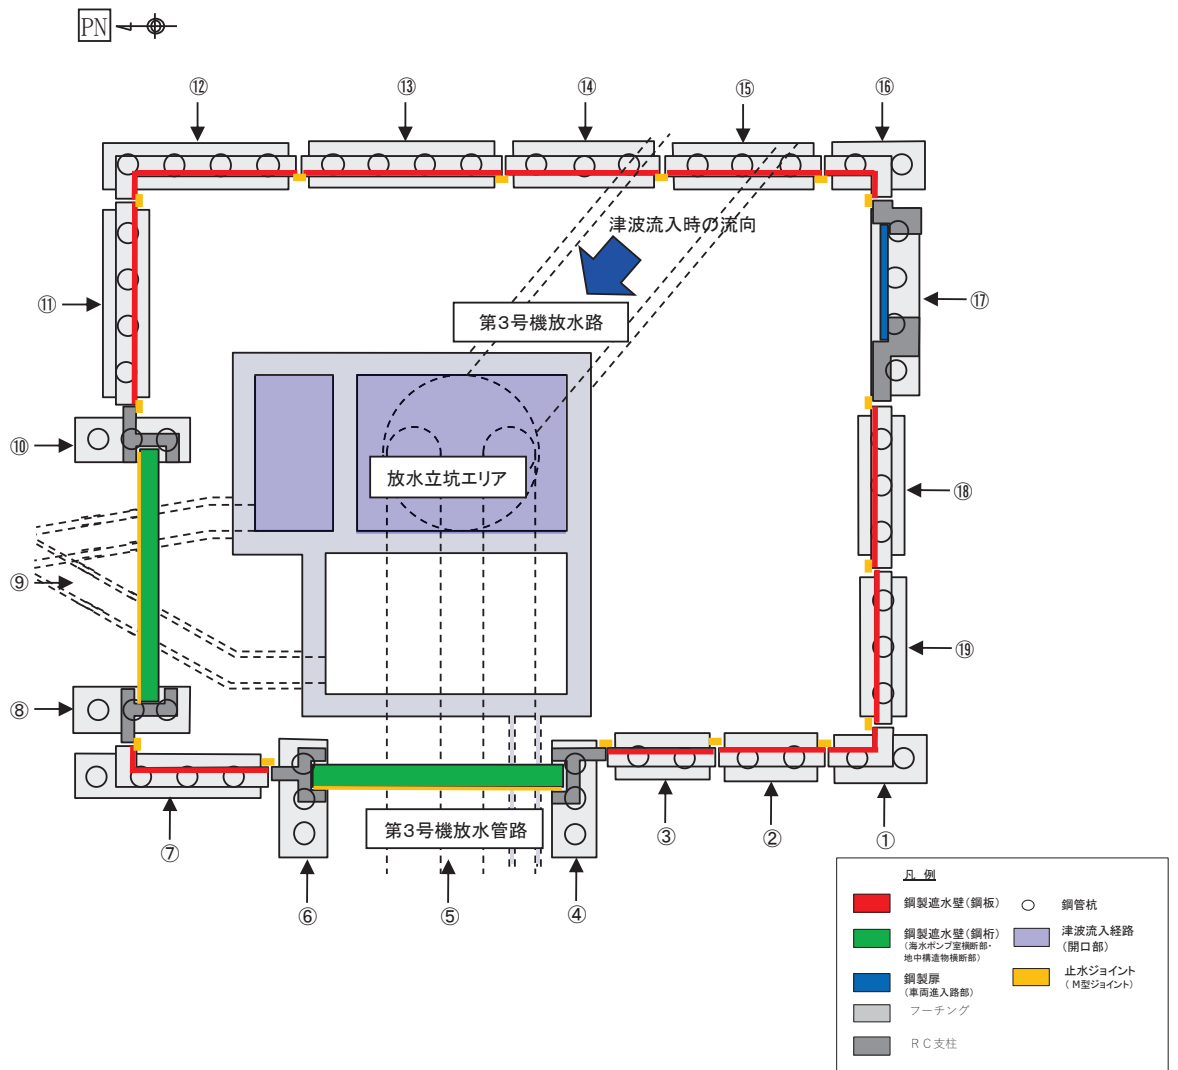 PN
⑫
⑬
⑭
⑮
⑯
津波流入時の流向
⑪
⑰
第3号機放水路
⑩
放水立坑エリア
⑱
⑨
⑲
⑧
第3号機放水管路
⑦
⑥
⑤
④
③
②
①
凡 例
鋼製遮水壁(鋼板)
鋼製遮水壁(鋼桁)
(海水ポンプ室横断部・
地中構造物横断部)
鋼製扉
(車両進入路部)
フーチング
RC支柱
鋼管杭
津波流入経路
(開口部)
止水ジョイント
(M型ジョイント)